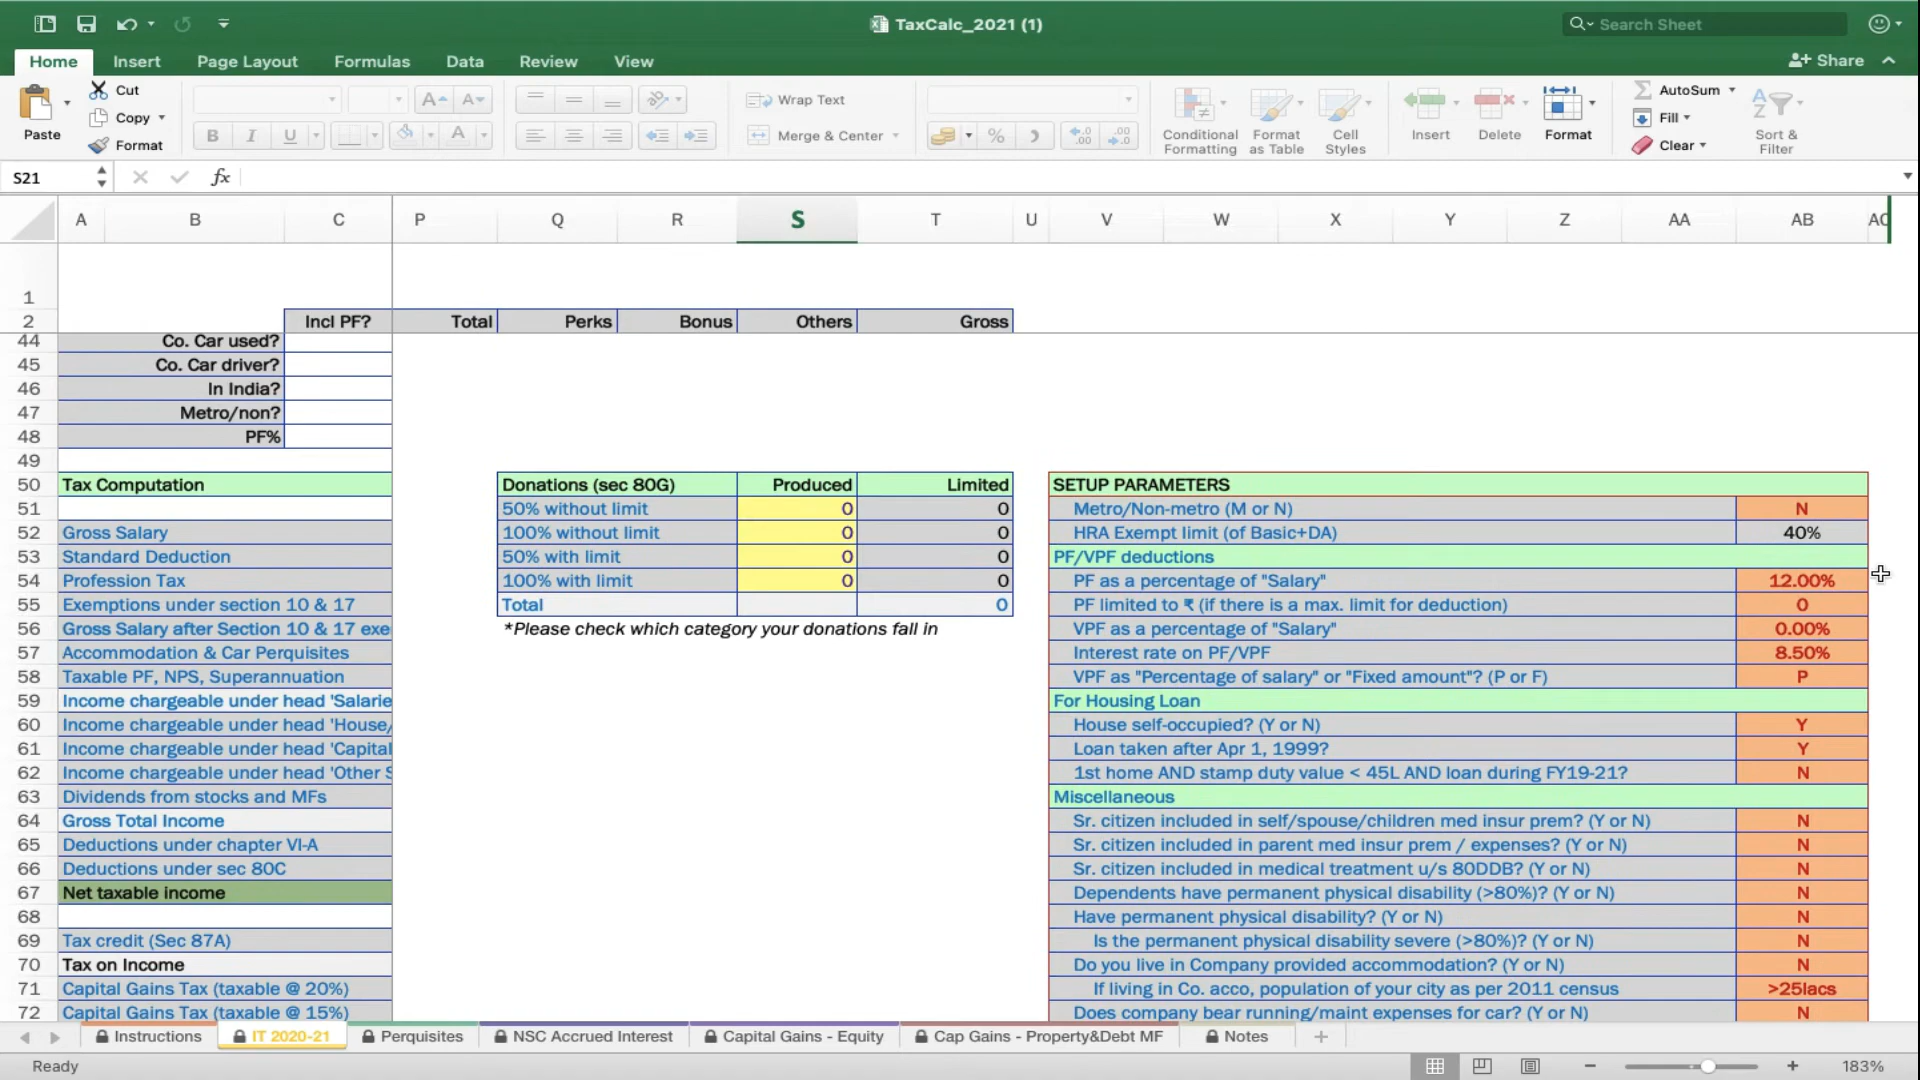 TaxCalc_2021 (1)
Search Sheet
Home Insert Page Layout Formulas Data Review View
Share
Paste
Cut
Copy
Format
B I U
A A
A
Wrap Text
Merge & Center
%
Conditional Formatting
Format as Table
Cell Styles
Insert
Delete
Format
AutoSum
Fill
Clear
Sort & Filter
S21 fx
A B C P Q R S T U V W X Y Z AA AB AC
1
2 Incl PF? Total Perks Bonus Others Gross
44 Co. Car used?
45 Co. Car driver?
46 In India?
47 Metro/non?
48 PF%
49
50 Tax Computation Donations (sec 80G) Produced Limited SETUP PARAMETERS
51 50% without limit 0 0 Metro/Non-metro (M or N) N
52 Gross Salary 100% without limit 0 0 HRA Exempt limit (of Basic+DA) 40%
53 Standard Deduction 50% with limit 0 0 PF/VPF deductions
54 Profession Tax 100% with limit 0 0 PF as a percentage of "Salary" 12.00%
55 Exemptions under section 10 & 17 Total 0 PF limited to ₹ (if there is a max. limit for deduction) 0
56 Gross Salary after Section 10 & 17 exe *Please check which category your donations fall in VPF as a percentage of "Salary" 0.00%
57 Accommodation & Car Perquisites Interest rate on PF/VPF 8.50%
58 Taxable PF, NPS, Superannuation VPF as "Percentage of salary" or "Fixed amount"? (P or F) P
59 Income chargeable under head 'Salarie For Housing Loan
60 Income chargeable under head 'House/ House self-occupied? (Y or N) Y
61 Income chargeable under head 'Capital Loan taken after Apr 1, 1999? Y
62 Income chargeable under head 'Other S 1st home AND stamp duty value < 45L AND loan during FY19-21? N
63 Dividends from stocks and MFs Miscellaneous
64 Gross Total Income Sr. citizen included in self/spouse/children med insur prem? (Y or N) N
65 Deductions under chapter VI-A Sr. citizen included in parent med insur prem / expenses? (Y or N) N
66 Deductions under sec 80C Sr. citizen included in medical treatment u/s 80DDB? (Y or N) N
67 Net taxable income Dependents have permanent physical disability (>80%)? (Y or N) N
68 Have permanent physical disability? (Y or N) N
69 Tax credit (Sec 87A) Is the permanent physical disability severe (>80%)? (Y or N) N
70 Tax on Income Do you live in Company provided accommodation? (Y or N) N
71 Capital Gains Tax (taxable @ 20%) If living in Co. acco, population of your city as per 2011 census >25lacs
72 Capital Gains Tax (taxable @ 15%) Does company bear running/maint expenses for car? (Y or N) N
Instructions IT 2020-21 Perquisites NSC Accrued Interest Capital Gains - Equity Cap Gains - Property&Debt MF Notes +
Ready 183%